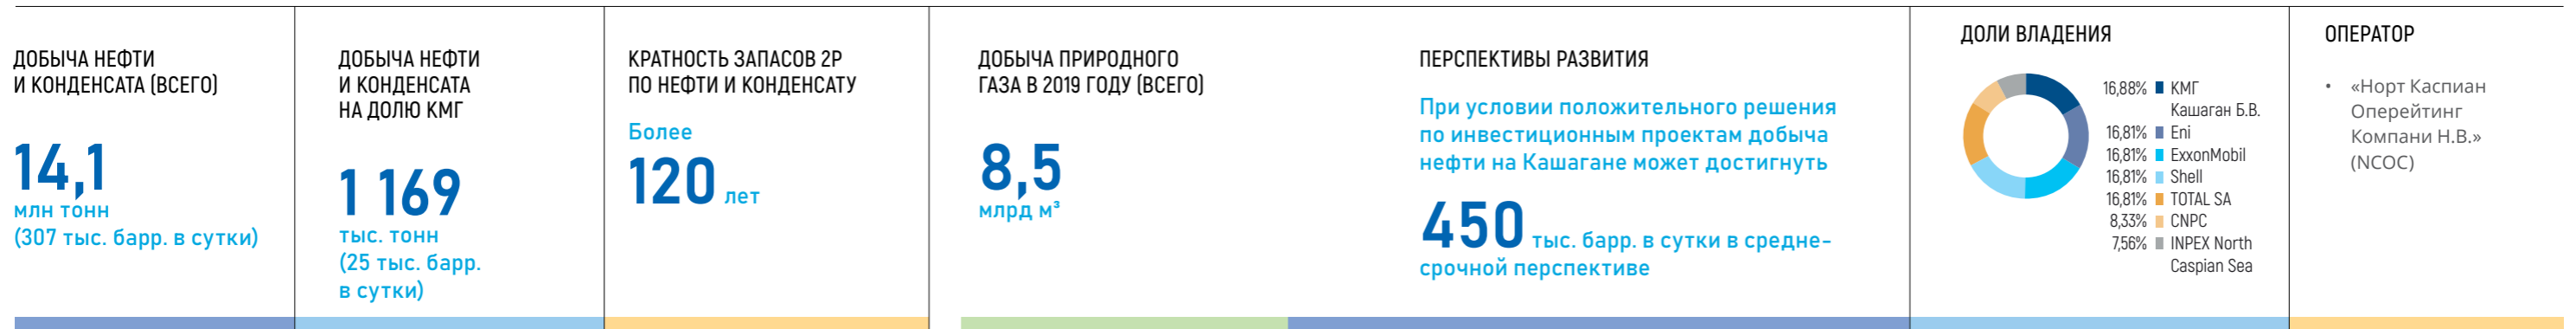 ДОБЫЧА НЕФТИ
И КОНДЕНСАТА (ВСЕГО)
14,1
млн тонн
(307 тыс. барр. в сутки)
ДОБЫЧА НЕФТИ
И КОНДЕНСАТА
НА ДОЛЮ КМГ
1 169
тыс. тонн
(25 тыс. барр.
в сутки)
КРАТНОСТЬ ЗАПАСОВ 2P
ПО НЕФТИ И КОНДЕНСАТУ
Более
120 лет
ДОБЫЧА ПРИРОДНОГО
ГАЗА В 2019 ГОДУ (ВСЕГО)
8,5
млрд м³
ПЕРСПЕКТИВЫ РАЗВИТИЯ
При условии положительного решения
по инвестиционным проектам добыча
нефти на Кашагане может достигнуть
450 тыс. барр. в сутки в средне-
срочной перспективе
ДОЛИ ВЛАДЕНИЯ
16,88% КМГ
Кашаган Б.В.
16,81% Eni
16,81% ExxonMobil
16,81% Shell
16,81% TOTAL SA
8,33% CNPC
7,56% INPEX North
Caspian Sea
ОПЕРАТОР
• «Норт Каспиан
Оперейтинг
Компани Н.В.»
(NCOC)